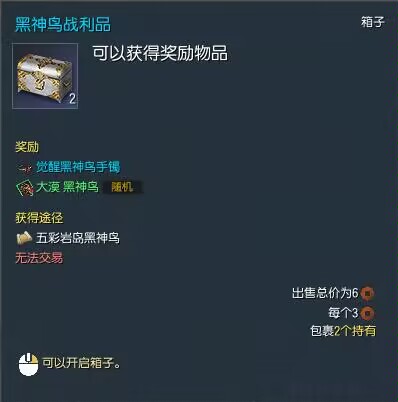 黑神鸟战利品
箱子
可以获得奖励物品
2
奖励
觉醒黑神鸟手镯
大漠 黑神鸟 随机
获得途径
五彩岩岛黑神鸟
无法交易
出售总价为6
每个3
包裹2个持有
可以开启箱子。